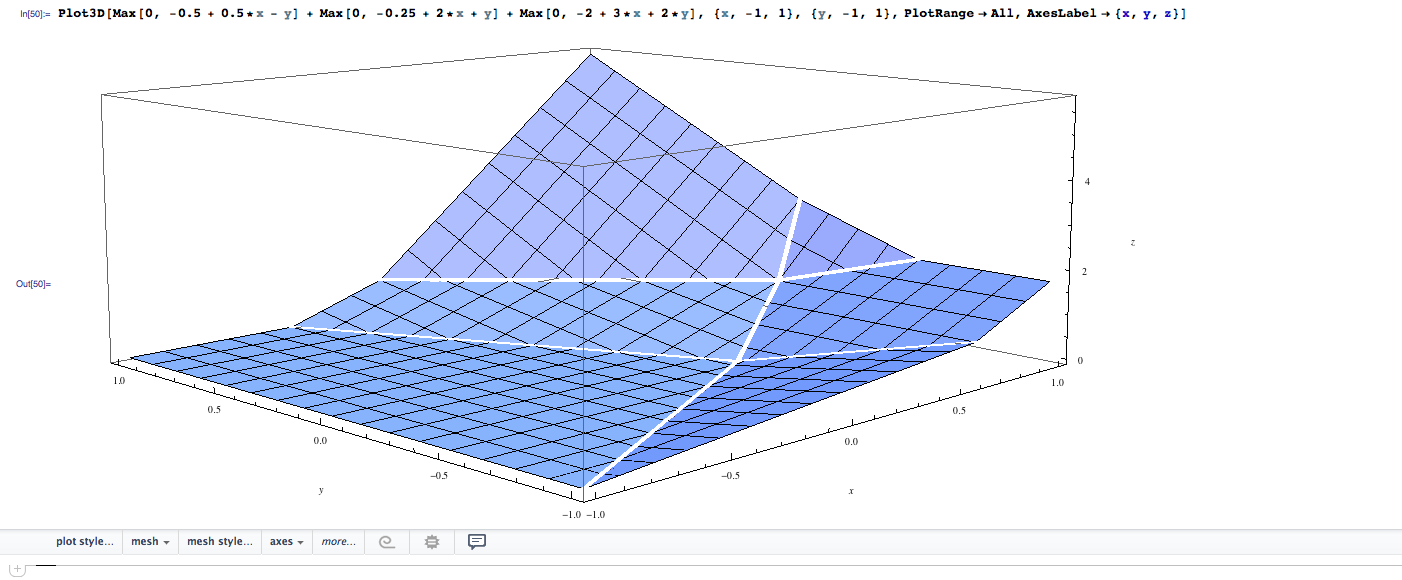 In[50]:= Plot3D[Max[0, -0.5 + 0.5*x - y] + Max[0, -0.25 + 2*x + y] + Max[0, -2 + 3*x + 2*y], {x, -1, 1}, {y, -1, 1}, PlotRange→All, AxesLabel→{x, y, z}]
4
z
2
Out[50]=
0
1.0
1.0
0.5
0.5
0.0
0.0
-0.5
-0.5
y
x
-1.0 -1.0
plot style... mesh mesh style... axes more...